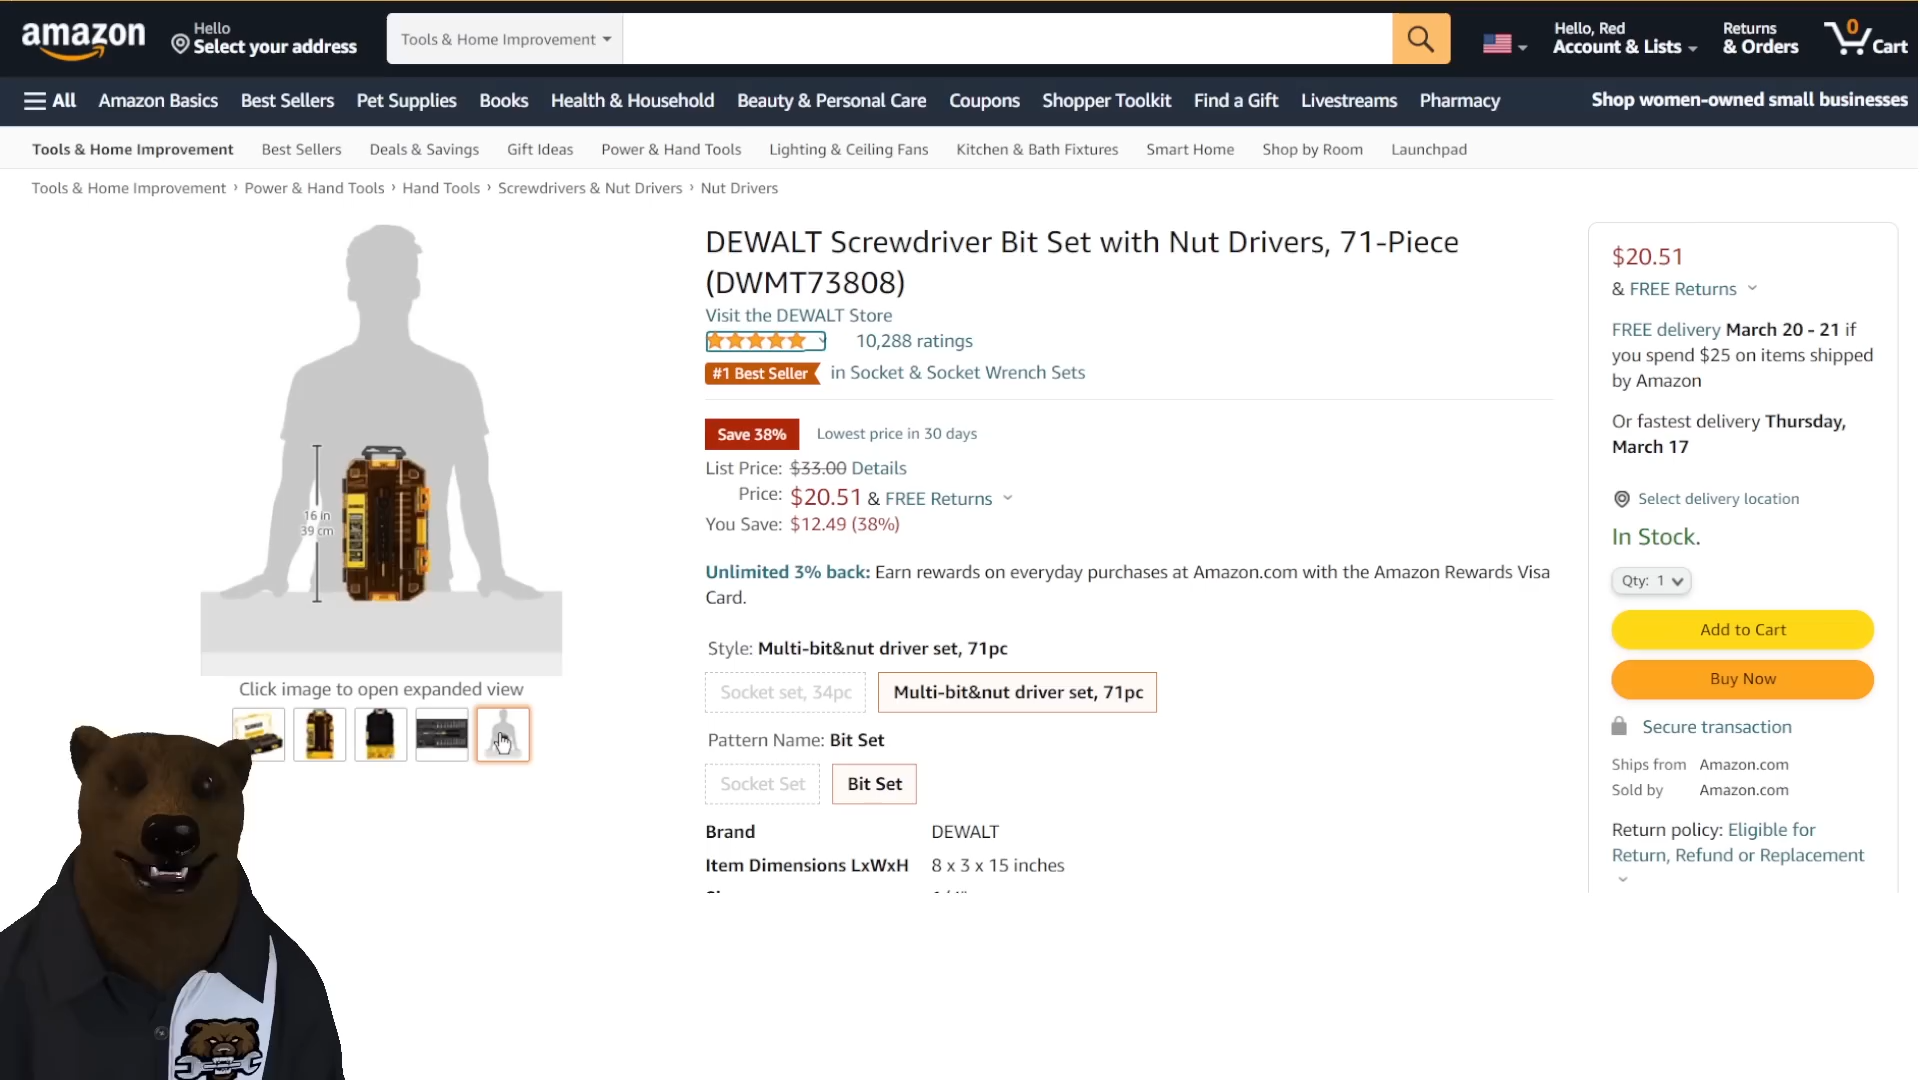 amazon
Hello
Select your address
Tools & Home Improvement
Hello, Red
Account & Lists
Returns
& Orders
0
Cart
All
Amazon Basics
Best Sellers
Pet Supplies
Books
Health & Household
Beauty & Personal Care
Coupons
Shopper Toolkit
Find a Gift
Livestreams
Pharmacy
Shop women-owned small businesses
Tools & Home Improvement
Best Sellers
Deals & Savings
Gift Ideas
Power & Hand Tools
Lighting & Ceiling Fans
Kitchen & Bath Fixtures
Smart Home
Shop by Room
Launchpad
Tools & Home Improvement › Power & Hand Tools › Hand Tools › Screwdrivers & Nut Drivers › Nut Drivers
16 in
39 cm
Click image to open expanded view
DEWALT Screwdriver Bit Set with Nut Drivers, 71-Piece
(DWMT73808)
Visit the DEWALT Store
10,288 ratings
#1 Best Seller in Socket & Socket Wrench Sets
Save 38% Lowest price in 30 days
List Price: $33.00 Details
Price: $20.51 & FREE Returns
You Save: $12.49 (38%)
Unlimited 3% back: Earn rewards on everyday purchases at Amazon.com with the Amazon Rewards Visa
Card.
Style: Multi-bit&nut driver set, 71pc
Socket set, 34pc
Multi-bit&nut driver set, 71pc
Pattern Name: Bit Set
Socket Set
Bit Set
Brand DEWALT
Item Dimensions LxWxH 8 x 3 x 15 inches
$20.51
& FREE Returns
FREE delivery March 20 - 21 if
you spend $25 on items shipped
by Amazon
Or fastest delivery Thursday,
March 17
Select delivery location
In Stock.
Qty: 1
Add to Cart
Buy Now
Secure transaction
Ships from Amazon.com
Sold by Amazon.com
Return policy: Eligible for
Return, Refund or Replacement